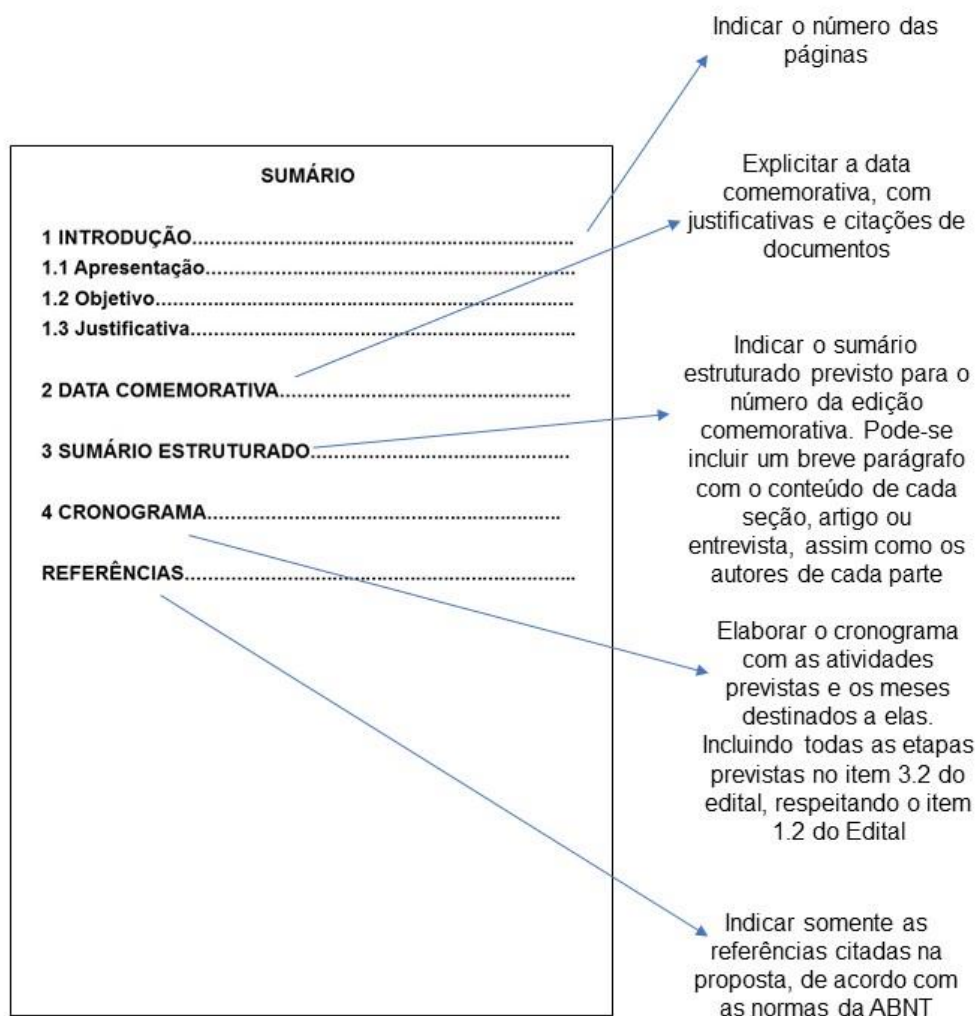 SUMÁRIO
1 INTRODUÇÃO......................................................................
1.1 Apresentação....................................................................
1.2 Objetivo............................................................................
1.3 Justificativa......................................................................
2 DATA COMEMORATIVA.....................................................
3 SUMÁRIO ESTRUTURADO................................................
4 CRONOGRAMA.................................................................
REFERÊNCIAS.......................................................................
Indicar o número das
páginas
Explicitar a data
comemorativa, com
justificativas e citações de
documentos
Indicar o sumário
estruturado previsto para o
número da edição
comemorativa. Pode-se
incluir um breve parágrafo
com o conteúdo de cada
seção, artigo ou
entrevista, assim como os
autores de cada parte
Elaborar o cronograma
com as atividades
previstas e os meses
destinados a elas.
Incluindo todas as etapas
previstas no item 3.2 do
edital, respeitando o item
1.2 do Edital
Indicar somente as
referências citadas na
proposta, de acordo com
as normas da ABNT